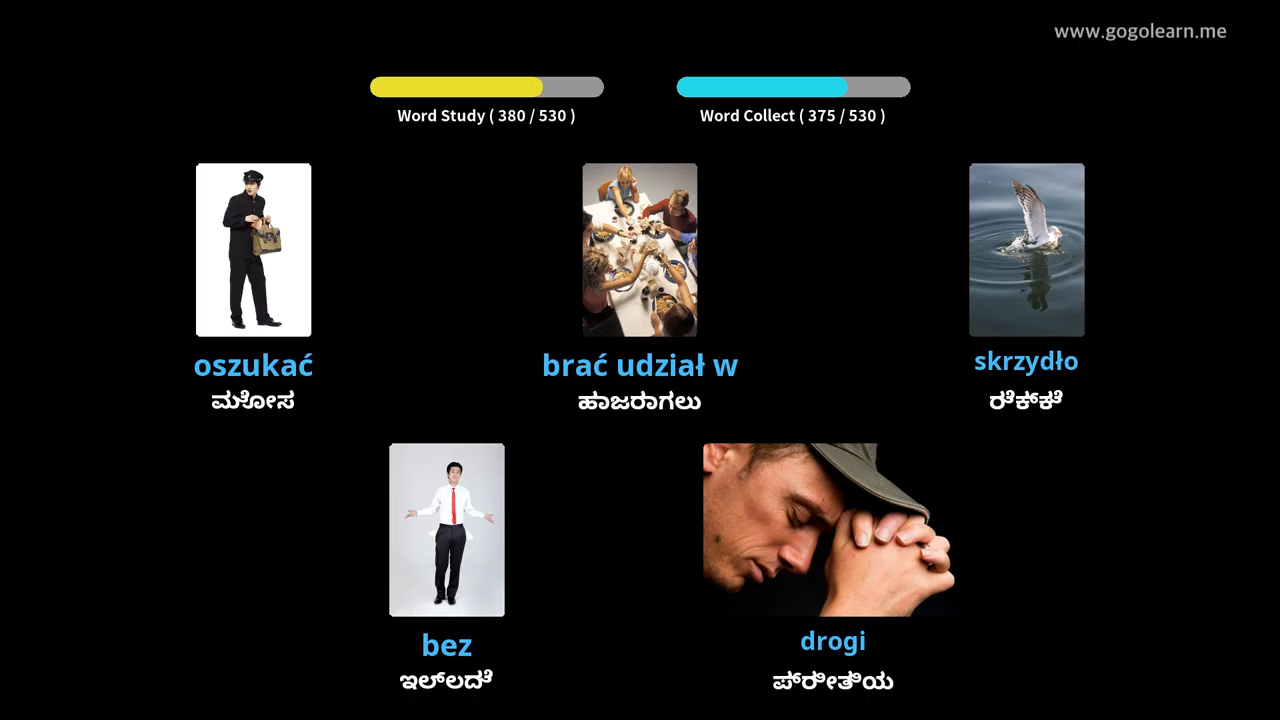 www.gogolearn.me
Word Study ( 380 / 530 )
Word Collect ( 375 / 530 )
oszukać
ಮೋಸ
brać udział w
ಹಾಜರಾಗಲು
skrzydło
ರೆಕ್ಕೆ
bez
ಇಲ್ಲದೆ
drogi
ಪ್ರೀತಿಯ